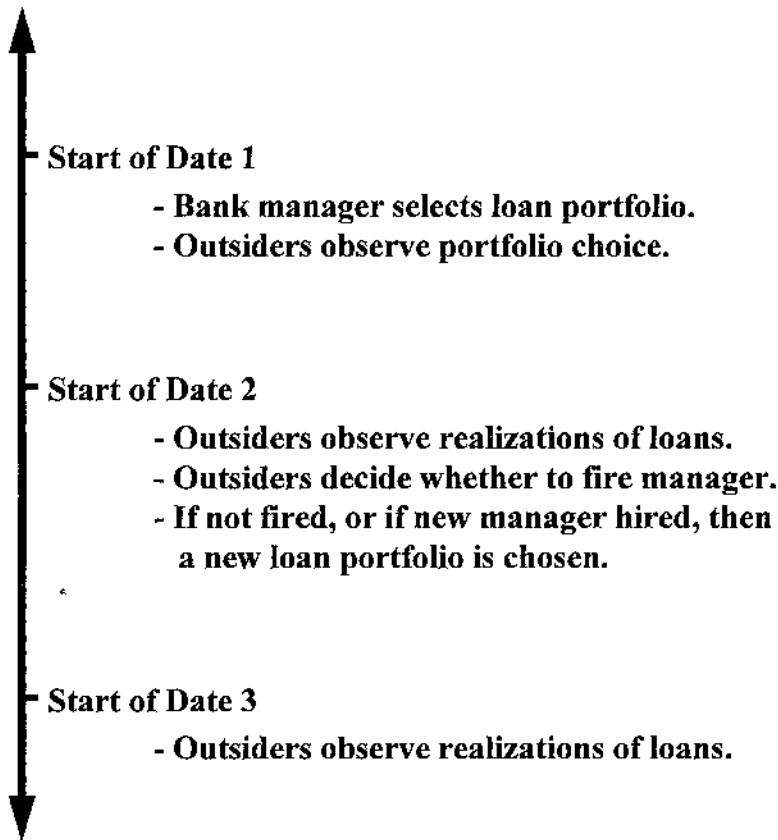 Start of Date 1
- Bank manager selects loan portfolio.
- Outsiders observe portfolio choice.
Start of Date 2
- Outsiders observe realizations of loans.
- Outsiders decide whether to fire manager.
- If not fired, or if new manager hired, then
a new loan portfolio is chosen.
Start of Date 3
- Outsiders observe realizations of loans.